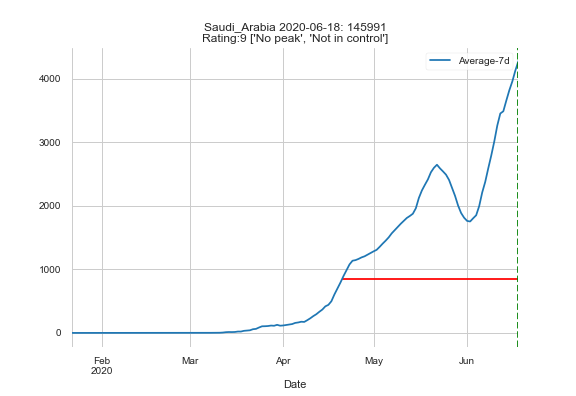 Saudi_Arabia 2020-06-18: 145991
Rating:9 ['No peak', 'Not in control']
Average-7d
4000
3000
2000
1000
0
Feb Mar Apr May Jun
2020
Date